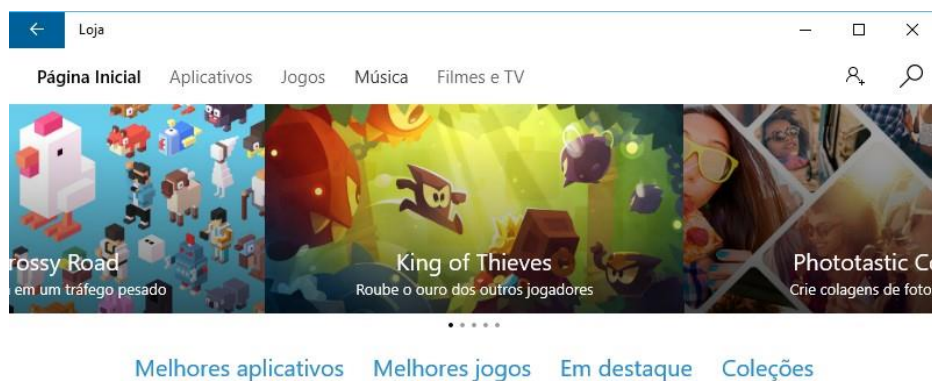 Loja
Página Inicial Aplicativos Jogos Música Filmes e TV
rossy Road
em um tráfego pesado
King of Thieves
Roube o ouro dos outros jogadores
Phototastic Co
Crie colagens de foto
Melhores aplicativos Melhores jogos Em destaque Coleções